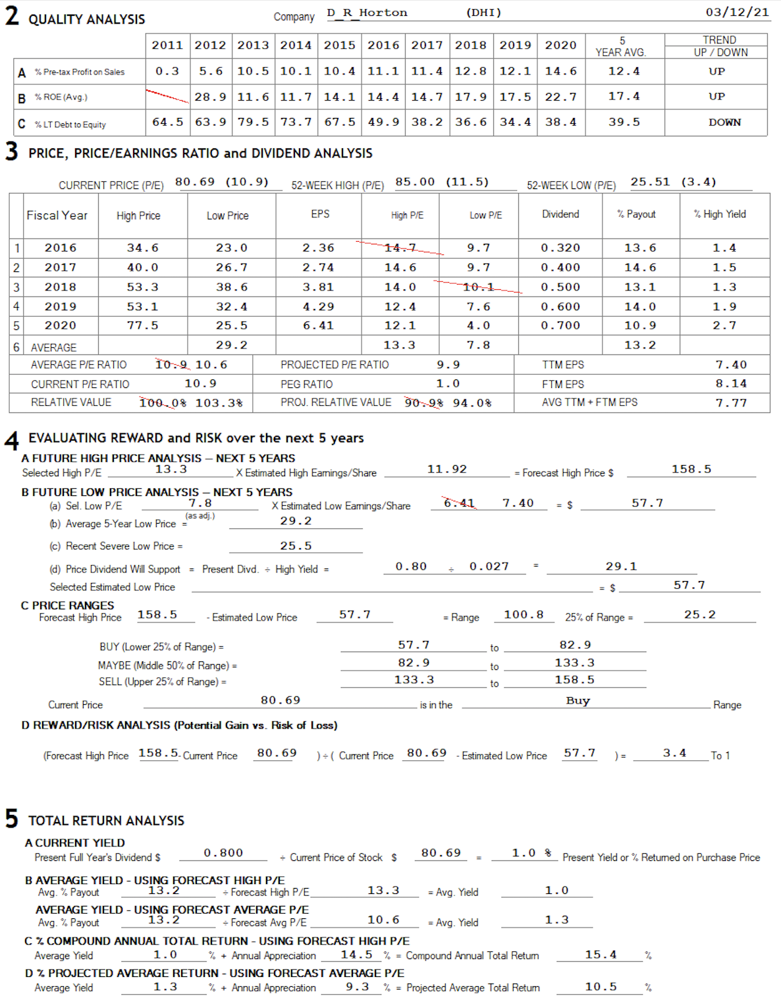 2 QUALITY ANALYSIS Company D_R_Horton (DHI) 03/12/21
2011 2012 2013 2014 2015 2016 2017 2018 2019 2020 5 YEAR AVG. TREND UP / DOWN
A % Pre-tax Profit on Sales 0.3 5.6 10.5 10.1 10.4 11.1 11.4 12.8 12.1 14.6 12.4 UP
B % ROE (Avg.) 28.9 11.6 11.7 14.1 14.4 14.7 17.9 17.5 22.7 17.4 UP
C % LT Debt to Equity 64.5 63.9 79.5 73.7 67.5 49.9 38.2 36.6 34.4 38.4 39.5 DOWN
3 PRICE, PRICE/EARNINGS RATIO and DIVIDEND ANALYSIS
CURRENT PRICE (P/E) 80.69 (10.9) 52-WEEK HIGH (P/E) 85.00 (11.5) 52-WEEK LOW (P/E) 25.51 (3.4)
Fiscal Year High Price Low Price EPS High P/E Low P/E Dividend % Payout % High Yield
1 2016 34.6 23.0 2.36 14.7 9.7 0.320 13.6 1.4
2 2017 40.0 26.7 2.74 14.6 9.7 0.400 14.6 1.5
3 2018 53.3 38.6 3.81 14.0 10.1 0.500 13.1 1.3
4 2019 53.1 32.4 4.29 12.4 7.6 0.600 14.0 1.9
5 2020 77.5 25.5 6.41 12.1 4.0 0.700 10.9 2.7
6 AVERAGE 29.2 13.3 7.8 13.2
AVERAGE P/E RATIO 10.9 10.6 PROJECTED P/E RATIO 9.9 TTM EPS 7.40
CURRENT P/E RATIO 10.9 PEG RATIO 1.0 FTM EPS 8.14
RELATIVE VALUE 100.0% 103.3% PROJ. RELATIVE VALUE 90.9% 94.0% AVG TTM + FTM EPS 7.77
4 EVALUATING REWARD and RISK over the next 5 years
A FUTURE HIGH PRICE ANALYSIS – NEXT 5 YEARS
Selected High P/E 13.3 X Estimated High Earnings/Share 11.92 = Forecast High Price $ 158.5
B FUTURE LOW PRICE ANALYSIS – NEXT 5 YEARS
(a) Sel. Low P/E 7.8 X Estimated Low Earnings/Share 6.41 7.40 = $ 57.7
(as adj.)
(b) Average 5-Year Low Price = 29.2
(c) Recent Severe Low Price = 25.5
(d) Price Dividend Will Support = Present Divd. ÷ High Yield = 0.80 ÷ 0.027 = 29.1
Selected Estimated Low Price = $ 57.7
C PRICE RANGES
Forecast High Price 158.5 - Estimated Low Price 57.7 = Range 100.8 25% of Range = 25.2
BUY (Lower 25% of Range) = 57.7 to 82.9
MAYBE (Middle 50% of Range) = 82.9 to 133.3
SELL (Upper 25% of Range) = 133.3 to 158.5
Current Price 80.69 is in the Buy Range
D REWARD/RISK ANALYSIS (Potential Gain vs. Risk of Loss)
(Forecast High Price 158.5 - Current Price 80.69 ) ÷ ( Current Price 80.69 - Estimated Low Price 57.7 ) = 3.4 To 1
5 TOTAL RETURN ANALYSIS
A CURRENT YIELD
Present Full Year's Dividend $ 0.800 ÷ Current Price of Stock $ 80.69 = 1.0 % Present Yield or % Returned on Purchase Price
B AVERAGE YIELD - USING FORECAST HIGH P/E
Avg. % Payout 13.2 ÷ Forecast High P/E 13.3 = Avg. Yield 1.0
AVERAGE YIELD - USING FORECAST AVERAGE P/E
Avg. % Payout 13.2 ÷ Forecast Avg P/E 10.6 = Avg. Yield 1.3
C % COMPOUND ANNUAL TOTAL RETURN - USING FORECAST HIGH P/E
Average Yield 1.0 % + Annual Appreciation 14.5 % = Compound Annual Total Return 15.4 %
D % PROJECTED AVERAGE RETURN - USING FORECAST AVERAGE P/E
Average Yield 1.3 % + Annual Appreciation 9.3 % = Projected Average Total Return 10.5 %